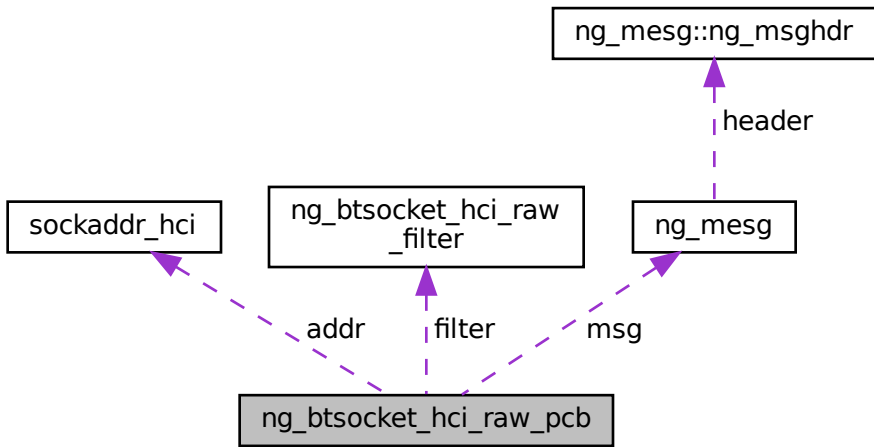 ng_mesg::ng_msghdr
header
sockaddr_hci
ng_btsocket_hci_raw
_filter
ng_mesg
addr
filter
msg
ng_btsocket_hci_raw_pcb